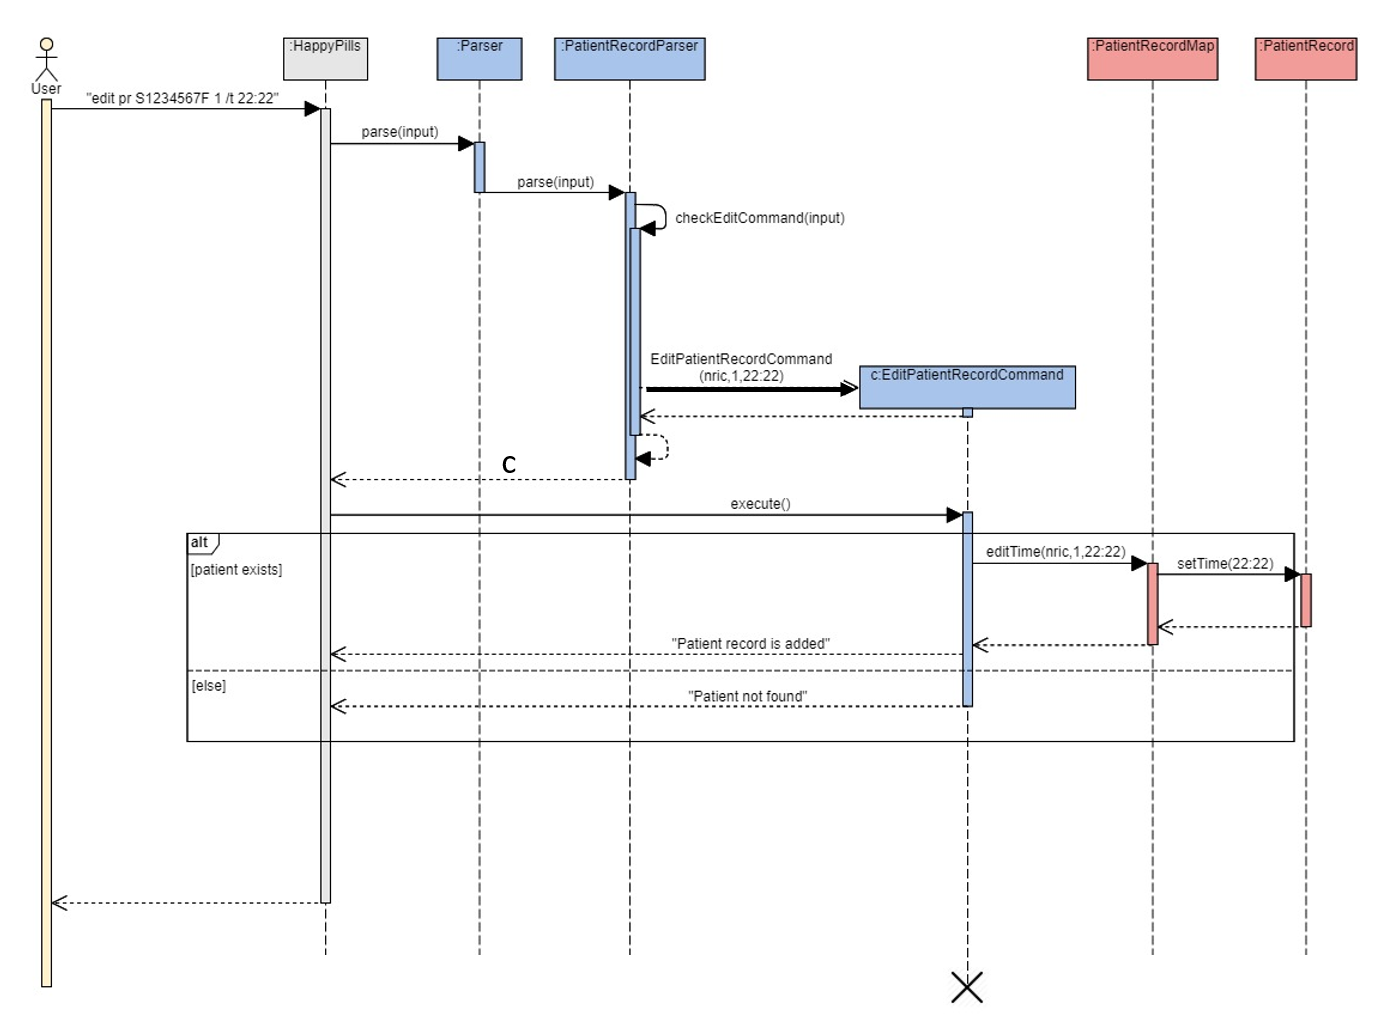 :HappyPills
:Parser
:PatientRecordParser
:PatientRecordMap
:PatientRecord
User
"edit pr S1234567F 1 /t 22:22"
parse(input)
parse(input)
checkEditCommand(input)
EditPatientRecordCommand
(nric,1,22:22)
c:EditPatientRecordCommand
C
execute()
alt
[patient exists]
editTime(nric,1,22:22)
setTime(22:22)
"Patient record is added"
[else]
"Patient not found"